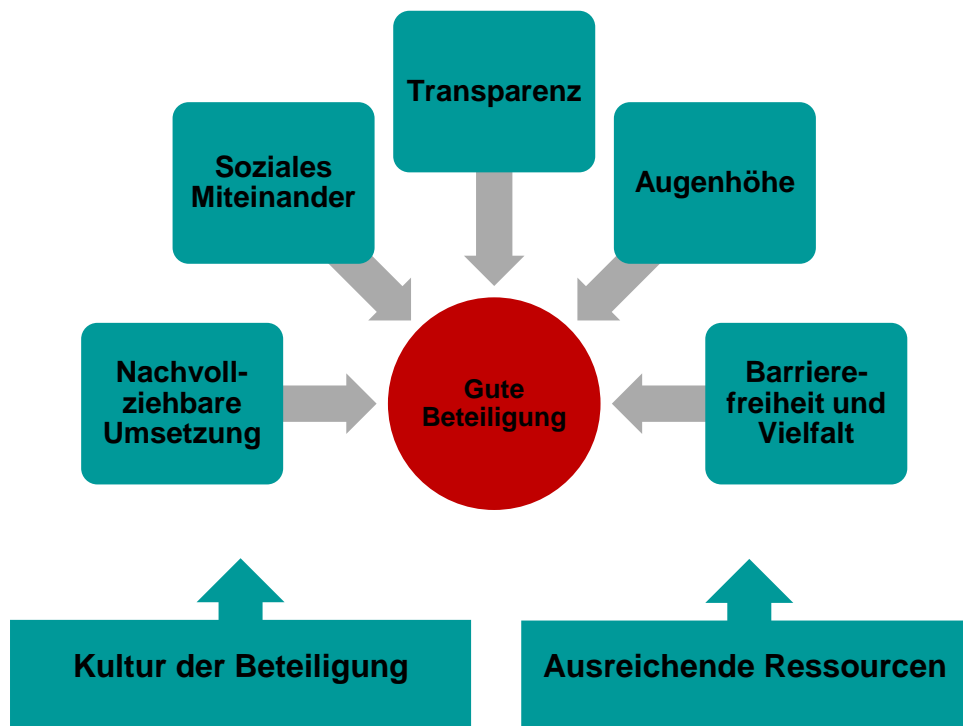 Transparenz
Soziales
Miteinander
Augenhöhe
Nachvoll-
ziehbare
Umsetzung
Gute
Beteiligung
Barriere-
freiheit und
Vielfalt
Kultur der Beteiligung
Ausreichende Ressourcen